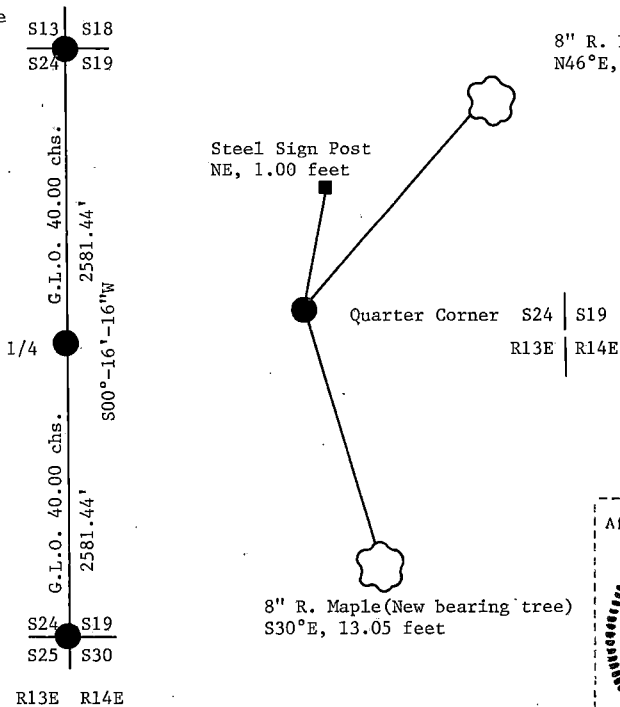 e
S13 S18
S24 S19
G.L.O. 40.00 chs.
2581.44'
S00°-16'-16"W
1/4
G.L.O. 40.00 chs.
2581.44'
S24 S19
S25 S30
R13E R14E
8" R.
N46°E,
Steel Sign Post
NE, 1.00 feet
Quarter Corner S24 S19
R13E R14E
8" R. Maple(New bearing tree)
S30°E, 13.05 feet